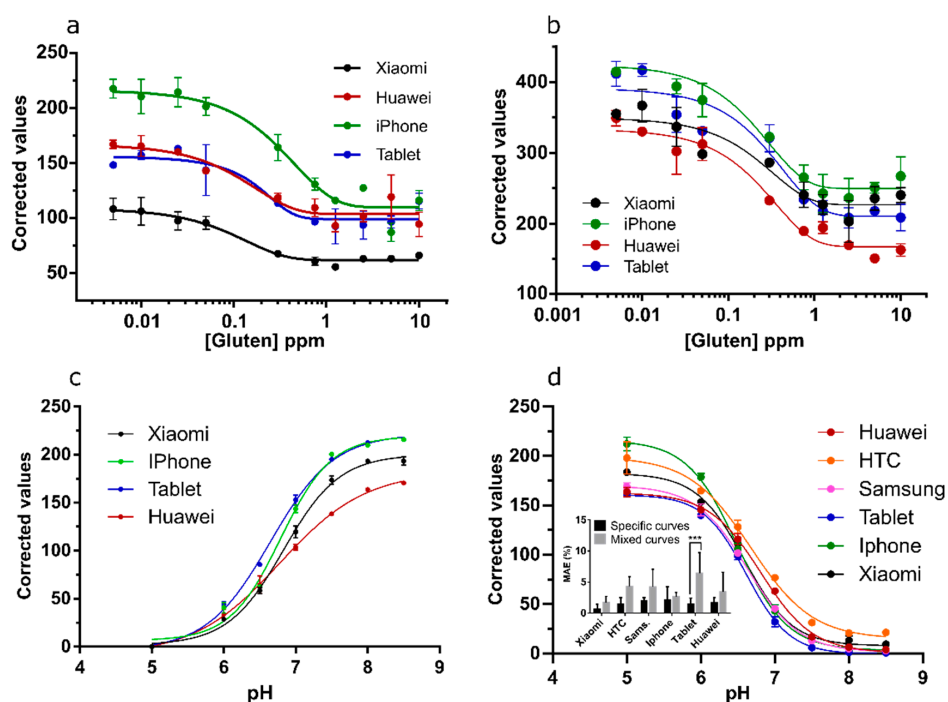 a
Corrected values
250
200
150
100
50
0.01
0.1
1
10
[Gluten] ppm
Xiaomi
Huawei
iPhone
Tablet
b
Corrected values
400
300
200
100
0.001
0.01
0.1
1
10
[Gluten] ppm
Xiaomi
iPhone
Huawei
Tablet
c
Corrected values
250
200
150
100
50
0
4
5
6
7
8
9
pH
Xiaomi
IPhone
Tablet
Huawei
d
Corrected values
250
200
150
100
50
0
4
5
6
7
8
9
pH
Huawei
HTC
Samsung
Tablet
Iphone
Xiaomi
MAE (%)
15
10
5
0
Specific curves
Mixed curves
***
Xiaomi
HTC
Sams.
Iphone
Tablet
Huawei